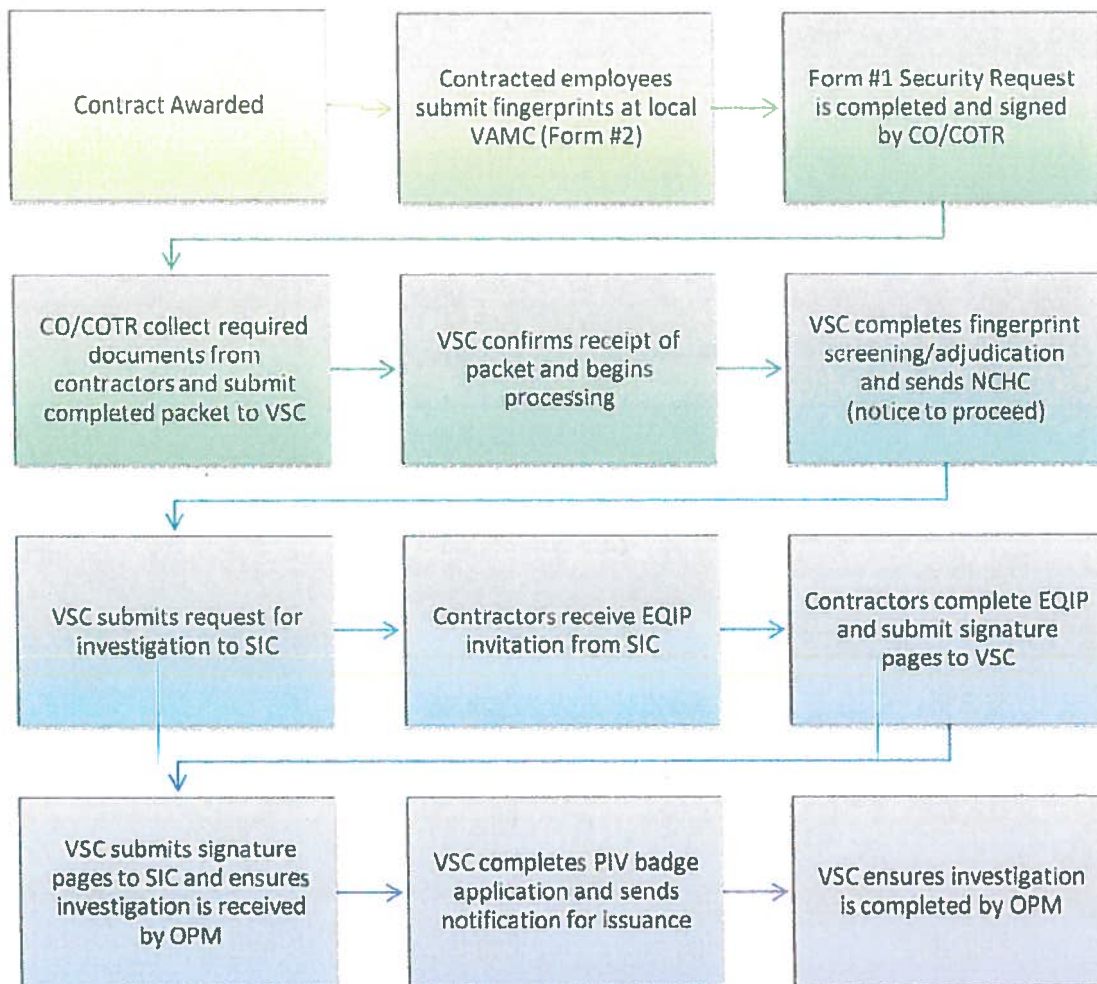 Contract Awarded
Contracted employees
submit fingerprints at local
VAMC (Form #2)
Form #1 Security Request
is completed and signed
by CO/COTR
CO/COTR collect required
documents from
contractors and submit
completed packet to VSC
VSC confirms receipt of
packet and begins
processing
VSC completes fingerprint
screening/adjudication
and sends NCHC
(notice to proceed)
VSC submits request for
investigation to SIC
Contractors receive EQIP
invitation from SIC
Contractors complete EQIP
and submit signature
pages to VSC
VSC submits signature
pages to SIC and ensures
investigation is received
by OPM
VSC completes PIV badge
application and sends
notification for issuance
VSC ensures investigation
is completed by OPM